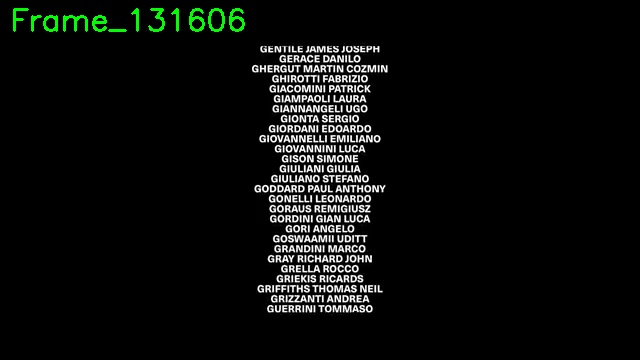 Frame_131606
GENTILE JAMES JOSEPH
GERACE DANILO
GHERGUT MARTIN COZMIN
GHIROTTI FABRIZIO
GIACOMINI PATRICK
GIAMPAOLI LAURA
GIANNANGELI UGO
GIONTA SERGIO
GIORDANI EDOARDO
GIOVANNELLI EMILIANO
GIOVANNINI LUCA
GISON SIMONE
GIULIANI GIULIA
GIULIANO STEFANO
GODDARD PAUL ANTHONY
GONELLI LEONARDO
GORAUS REMIGIUSZ
GORDINI GIAN LUCA
GORI ANGELO
GOSWAAMII UDITT
GRANDINI MARCO
GRAY RICHARD JOHN
GRELLA ROCCO
GRIEKIS RICARDS
GRIFFITHS THOMAS NEIL
GRIZZANTI ANDREA
GUERRINI TOMMASO